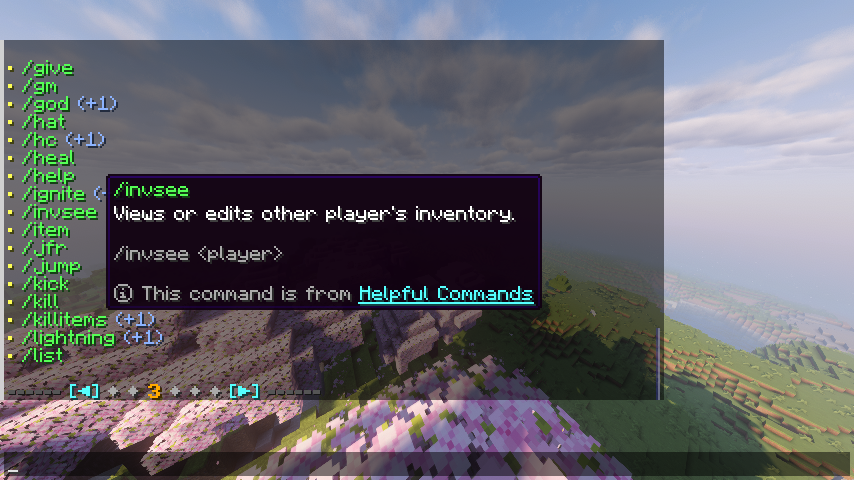 /give
/gm
/god (+1)
/hat
/hc (+1)
/heal
/help
/ignite (-
/invsee
/item
/jfr
/jump
/kick
/kill
/killitems (+1)
/lightning (+1)
/list
/invsee
Views or edits other player's inventory.
/invsee <player>
This command is from Helpful Commands
------ [◄] ◆ ◆ 3 ◆ ◆ ◆ [►] ------
_